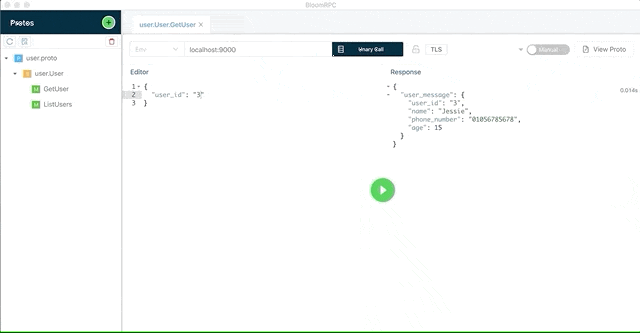 BloomRPC
Protos
user.User.GetUser ×
user.proto
user.User
GetUser
ListUsers
Env
localhost:9000
Unary Call
TLS
Manual
View Proto
Editor
1 {
2 "user_id": "3"
3 }
Response
0.014s
{
"user_message": {
"user_id": "3",
"name": "Jessie",
"phone_number": "01056785678",
"age": 15
}
}